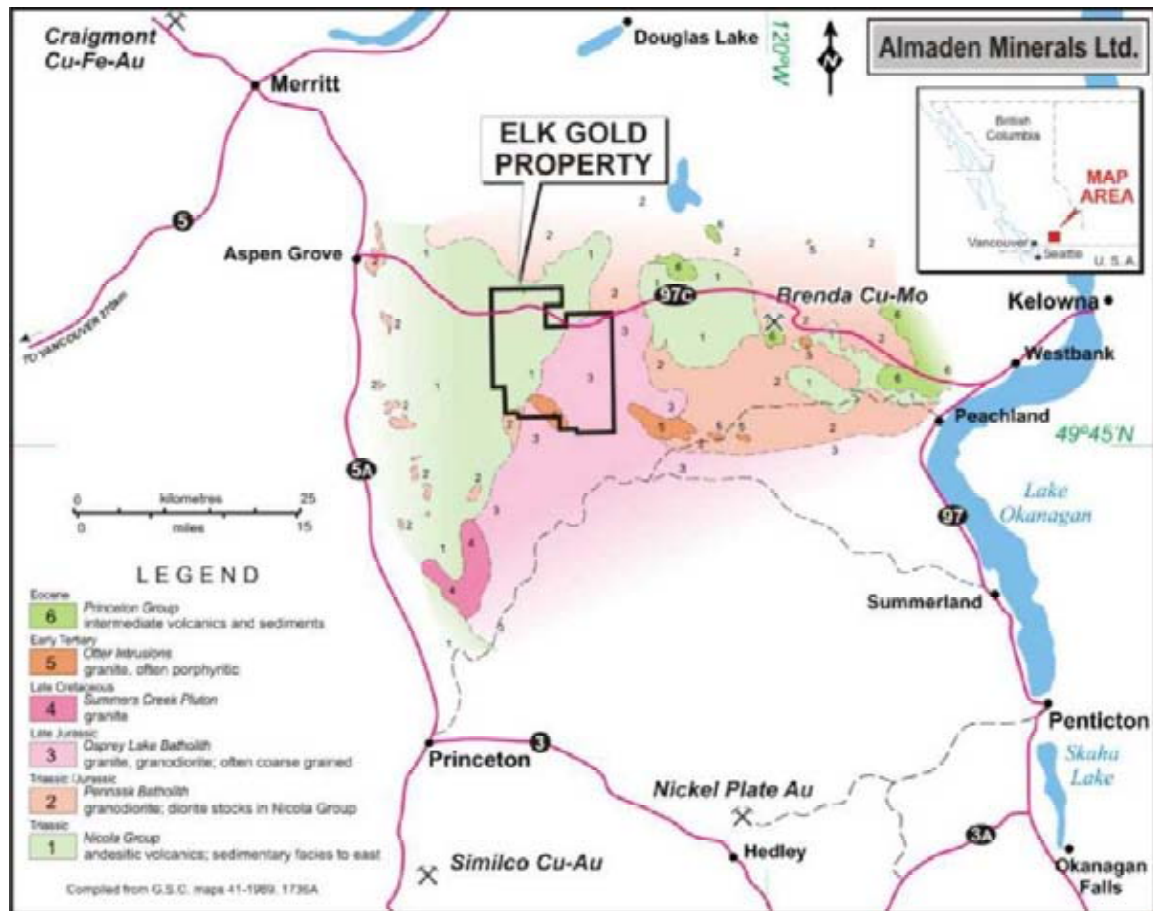 Craigmont
Cu-Fe-Au
Merritt
Douglas Lake
120ºW
N
Almaden Minerals Ltd.
British
Columbia
MAP
AREA
Vancouver
Seattle
U. S. A.
ELK GOLD
PROPERTY
5
TO VANCOUVER 270km
Aspen Grove
97C
Brenda Cu-Mo
Kelowna
Westbank
Peachland
49º45'N
5A
0 kilometres 25
0 miles 15
Lake
Okanagan
97
Summerland
LEGEND
Eocene
6 Princeton Group
intermediate volcanics and sediments
Early Tertiary
5 Otter Intrusions
granite, often porphyritic
Late Cretaceous
4 Summers Creek Pluton
granite
Late Jurassic
3 Osprey Lake Batholith
granite, granodiorite; often coarse grained
Triassic /Jurassic
2 Pennask Batholith
granodiorite; diorite stocks in Nicola Group
Triassic
1 Nicola Group
andesitic volcanics; sedimentary facies to east
Compiled from G.S.C. maps 41-1989, 1736A
Princeton
3
Penticton
Skaha
Lake
Nickel Plate Au
3A
Similco Cu-Au
Hedley
Okanagan
Falls